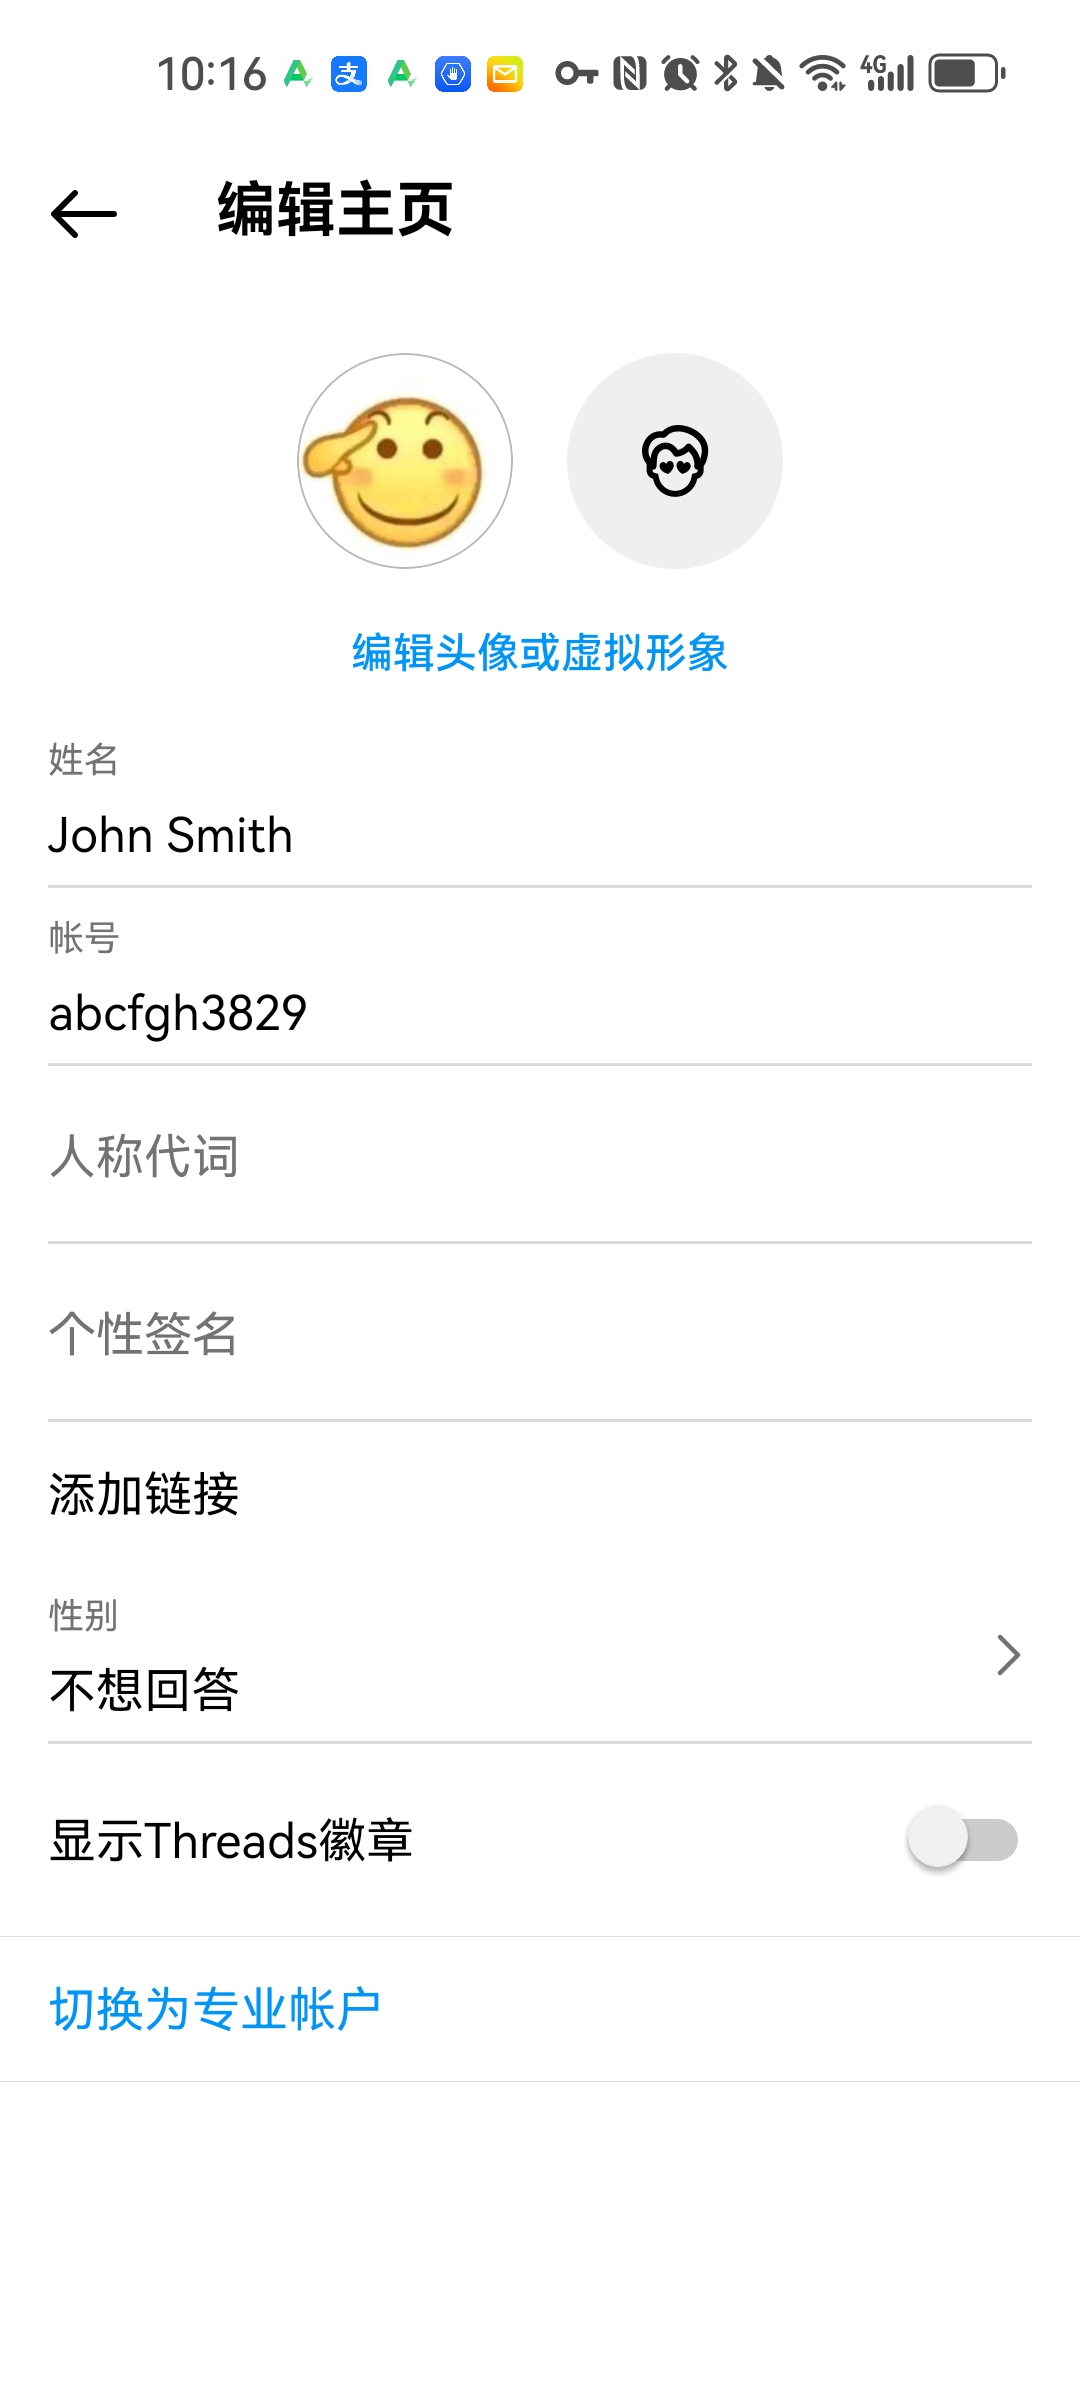 10:16 支 4G
编辑主页
编辑头像或虚拟形象
姓名
John Smith
帐号
abcfgh3829
人称代词
个性签名
添加链接
性别
不想回答
显示Threads徽章
切换为专业帐户